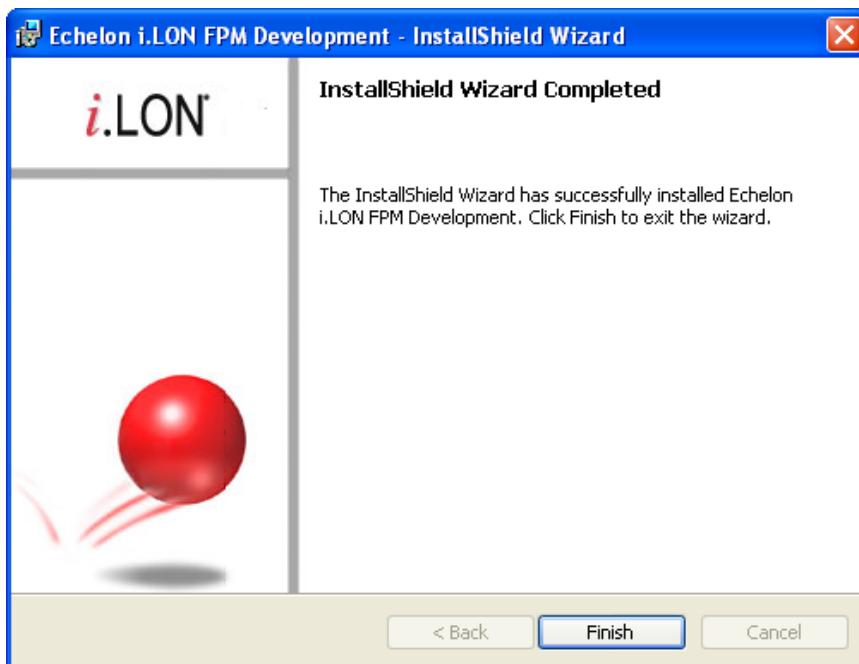 Echelon i.LON FPM Development - InstallShield Wizard
i.LON
InstallShield Wizard Completed
The InstallShield Wizard has successfully installed Echelon
i.LON FPM Development. Click Finish to exit the wizard.
< Back
Finish
Cancel